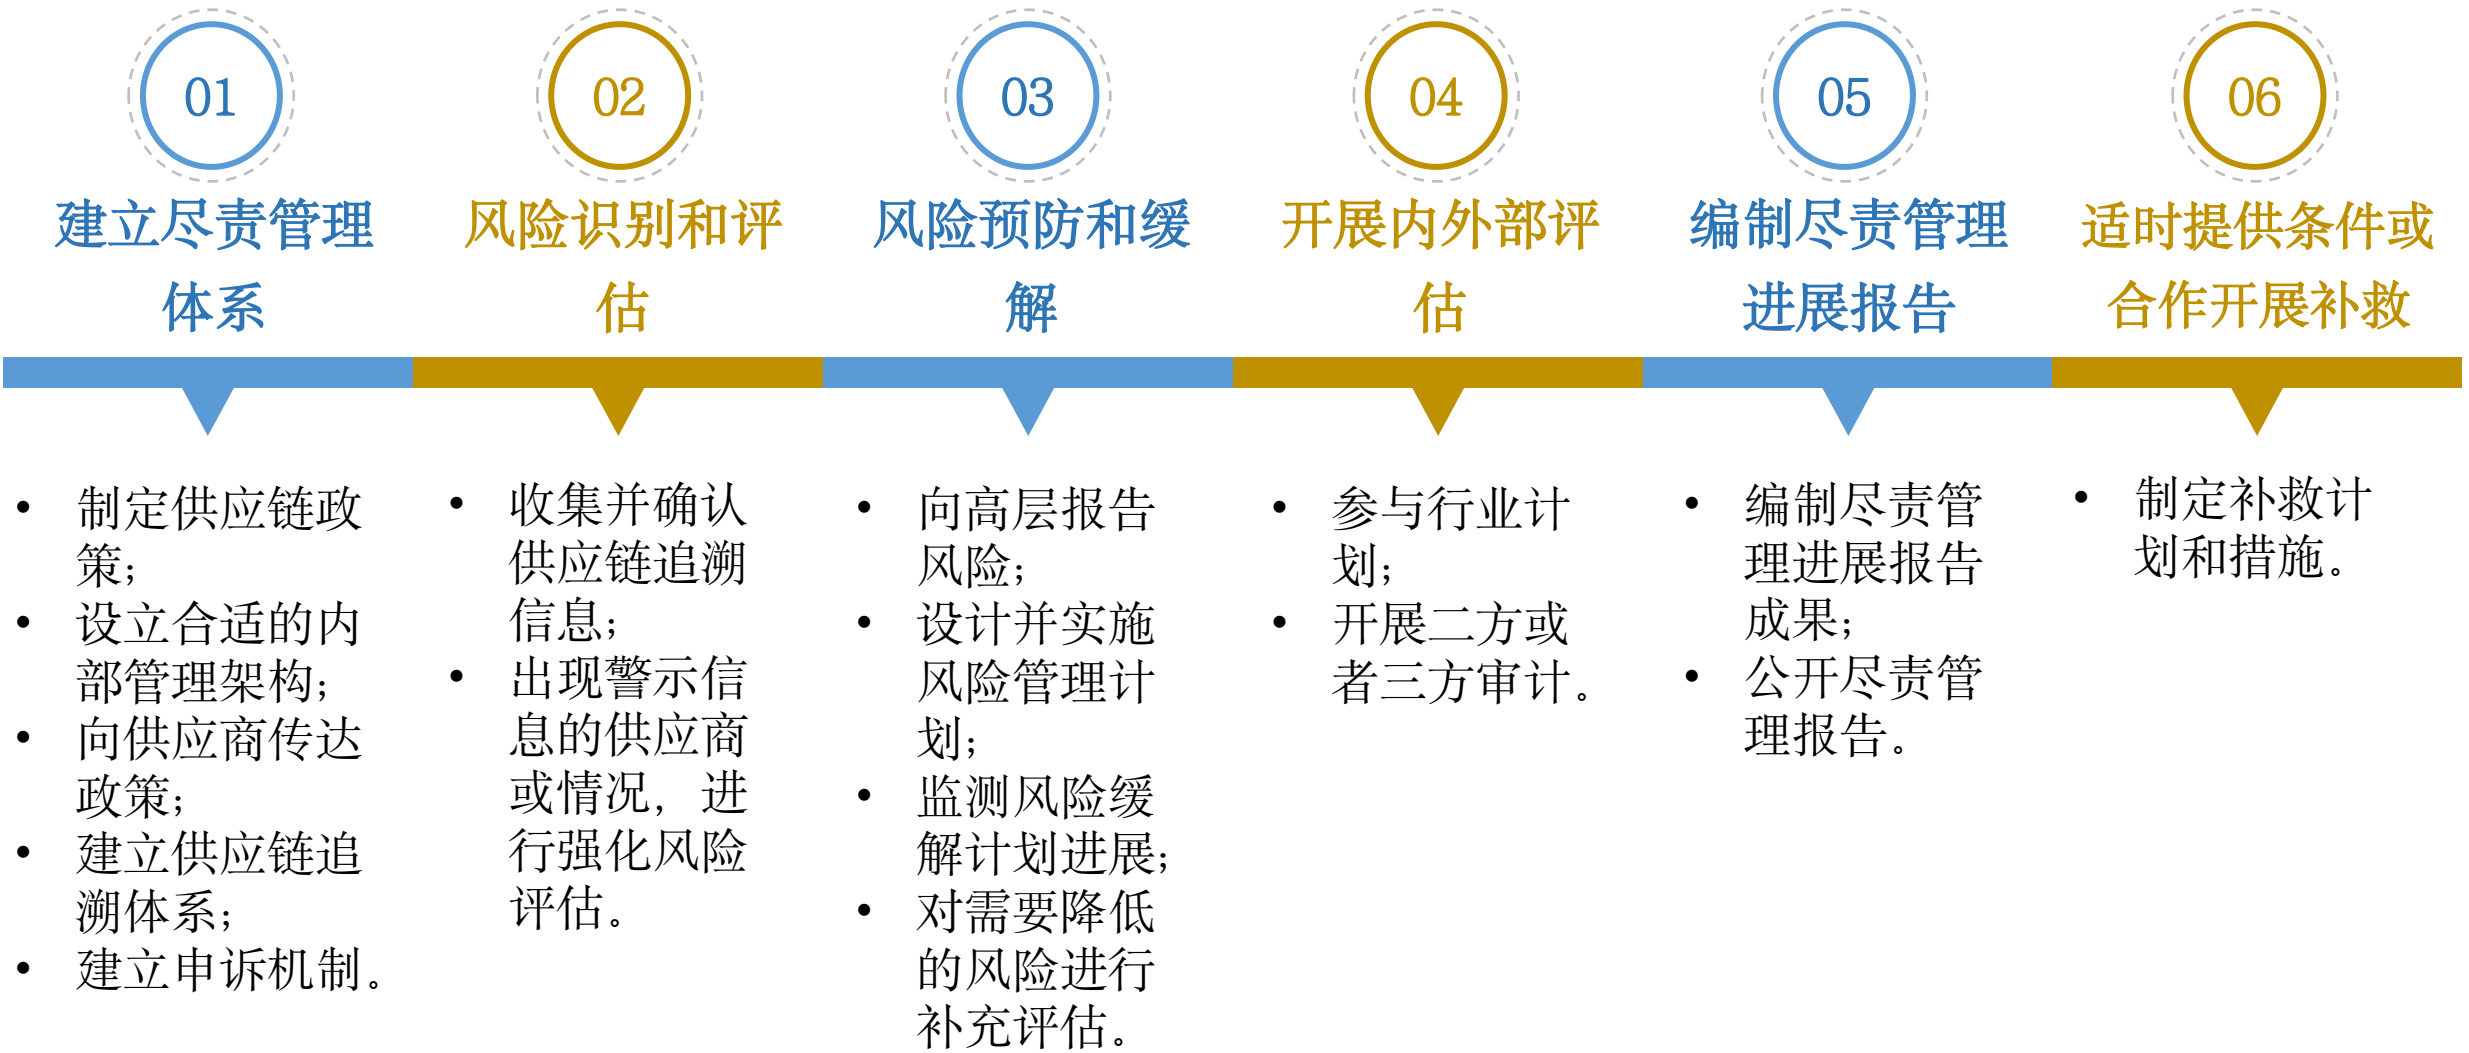 01
建立尽责管理
体系
• 制定供应链政
策；
• 设立合适的内
部管理架构；
• 向供应商传达
政策；
• 建立供应链追
溯体系；
• 建立申诉机制。
02
风险识别和评
估
• 收集并确认
供应链追溯
信息；
• 出现警示信
息的供应商
或情况，进
行强化风险
评估。
03
风险预防和缓
解
• 向高层报告
风险；
• 设计并实施
风险管理计
划；
• 监测风险缓
解计划进展；
• 对需要降低
的风险进行
补充评估。
04
开展内外部评
估
• 参与行业计
划；
• 开展二方或
者三方审计。
05
编制尽责管理
进展报告
• 编制尽责管
理进展报告
成果；
• 公开尽责管
理报告。
06
适时提供条件或
合作开展补救
• 制定补救计
划和措施。